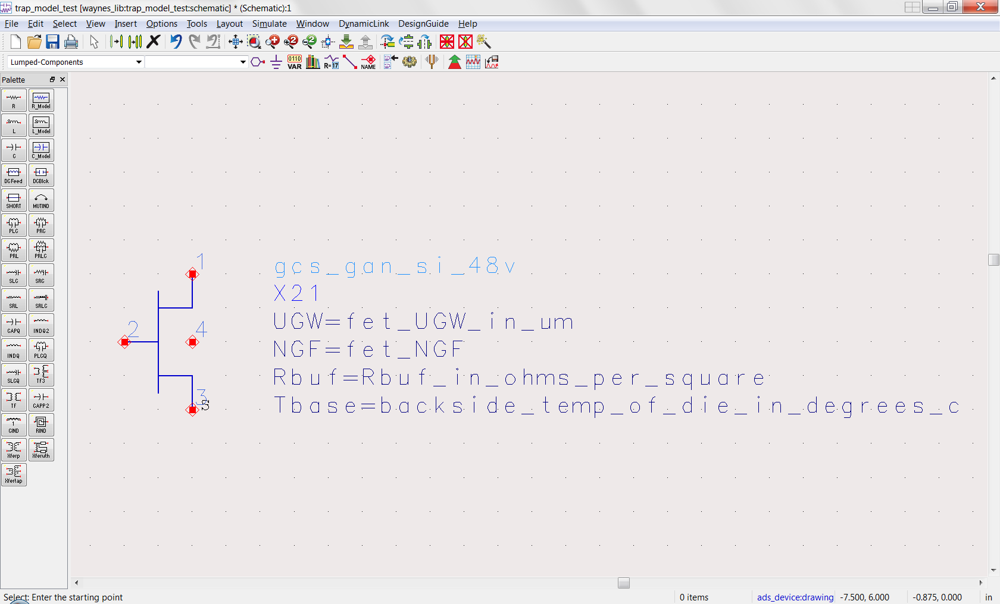 trap_model_test [waynes_lib:trap_model_test:schematic] * (Schematic):1
File Edit Select View Insert Options Tools Layout Simulate Window DynamicLink DesignGuide Help
Lumped-Components
0110 VAR R=17 NAME
Palette
R R_Model
L L_Model
C C_Model
DCFeed DCBlck
SHORT MUTIND
PLC PRC
PRL PRLC
SLC SRC
SRL SRLC
CAPQ INDQ2
INDQ PLCQ
SLCQ TF3
TF CAPP2
CIND RIND
Xferp Xferuth
Xfertap
1
2
4
3
S
gcs_gan_si_48v
X21
UGW=fet_UGW_in_um
NGF=fet_NGF
Rbuf=Rbuf_in_ohms_per_square
Tbase=backside_temp_of_die_in_degrees_c
Select: Enter the starting point 0 items ads_device:drawing -7.500, 6.000 -0.875, 0.000 in